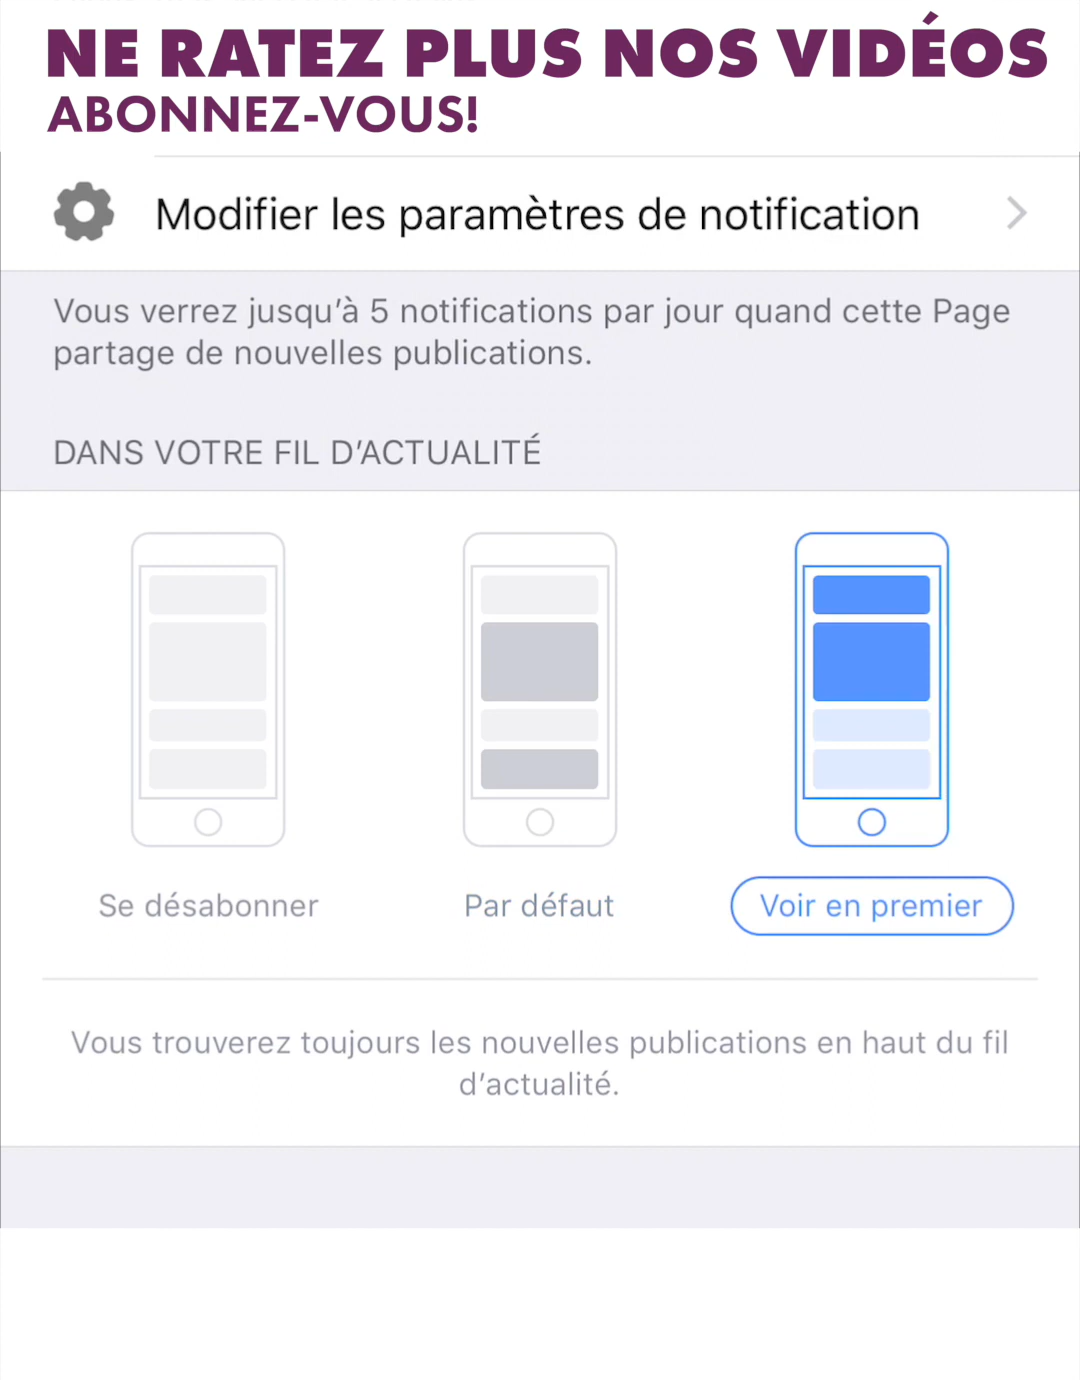 NE RATEZ PLUS NOS VIDÉOS
ABONNEZ-VOUS!
Modifier les paramètres de notification
Vous verrez jusqu’à 5 notifications par jour quand cette Page
partage de nouvelles publications.
DANS VOTRE FIL D’ACTUALITÉ
Se désabonner
Par défaut
Voir en premier
Vous trouverez toujours les nouvelles publications en haut du fil
d’actualité.